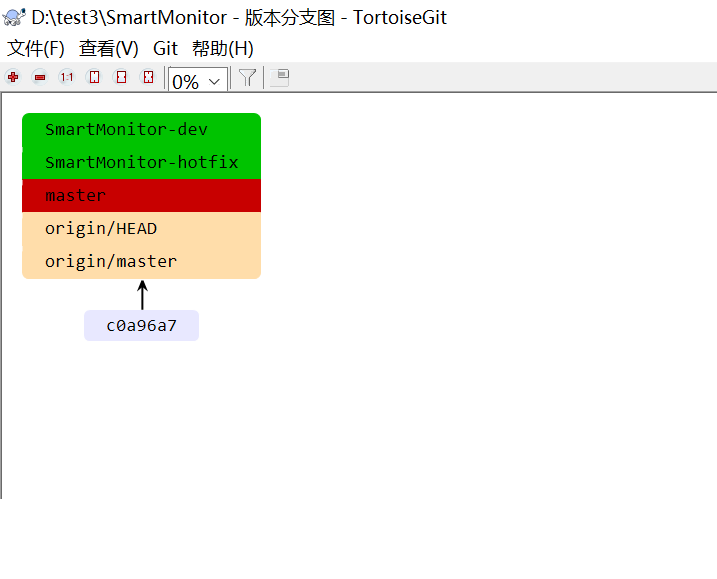 D:\test3\SmartMonitor - 版本分支图 - TortoiseGit
文件(F) 查看(V) Git 帮助(H)
1:1 0%
SmartMonitor-dev
SmartMonitor-hotfix
master
origin/HEAD
origin/master
c0a96a7